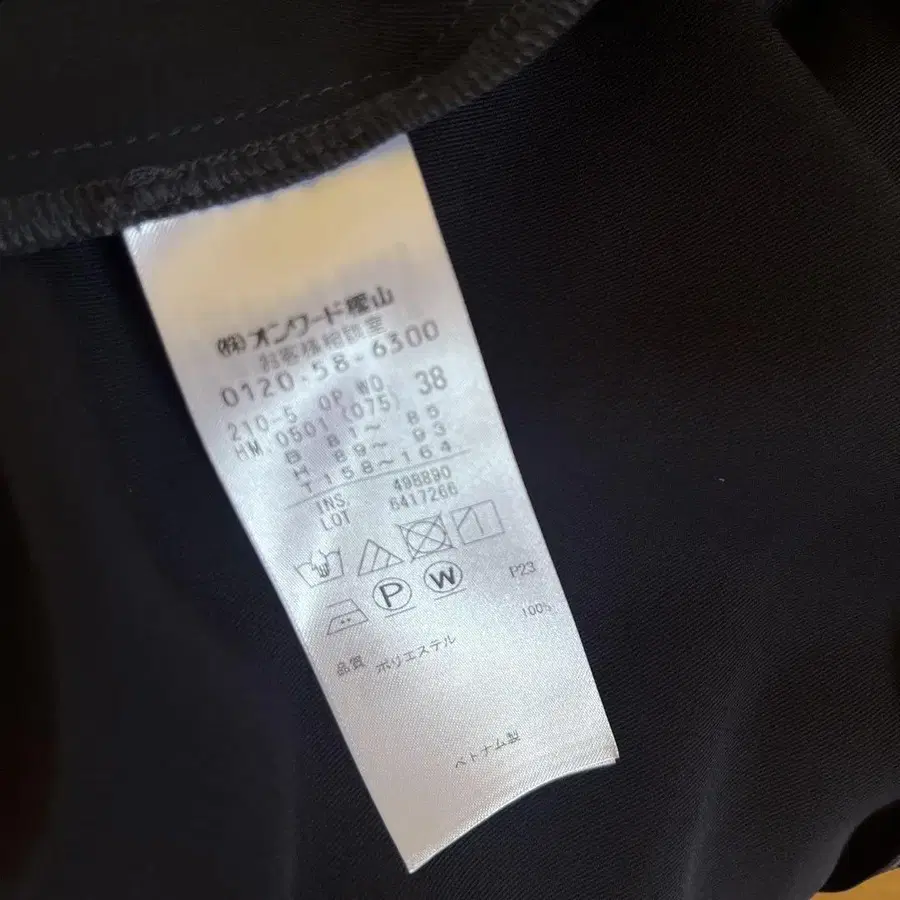 ㈱オンワード樫山
お客様相談室
0120-58-6300
210-5 OP WO 38
HM 0501 (075)
B 81～ 85
H 89～ 93
T 158～164
INS. 498890
LOT 6417266
P W P23
品質 ポリエステル 100%
ベトナム製